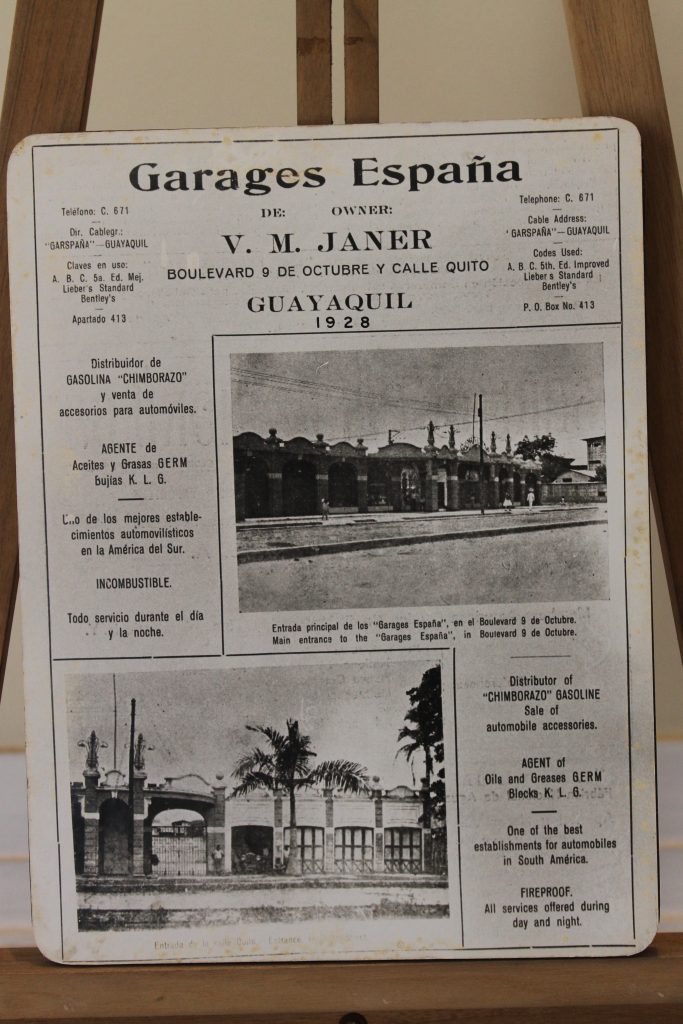 Garages España
Teléfono: C. 671
Dir. Cablegr.:
"GARSPAÑA"—GUAYAQUIL
Claves en uso:
A. B. C. 5a. Ed. Mej.
Lieber's Standard
Bentley's
Apartado 413
DE: OWNER:
V. M. JANER
BOULEVARD 9 DE OCTUBRE Y CALLE QUITO
GUAYAQUIL
1928
Telephone: C. 671
Cable Address:
'GARSPAÑA"—GUAYAQUIL
Codes Used:
A. B. C. 5th. Ed. Improved
Lieber's Standard
Bentley's
P. O. Box No. 413
Distribuidor de
GASOLINA "CHIMBORAZO"
y venta de
accesorios para automóviles.
AGENTE de
Aceites y Grasas GERM
Bujías K. L. G.
Uno de los mejores estable-
cimientos automovilísticos
en la América del Sur.
INCOMBUSTIBLE.
Todo servicio durante el día
y la noche.
Entrada principal de los "Garages España", en el Boulevard 9 de Octubre.
Main entrance to the "Garages España", in Boulevard 9 de Octubre.
Distributor of
"CHIMBORAZO" GASOLINE
Sale of
automobile accessories.
AGENT of
Oils and Greases GERM
Blocks K. L. G.
One of the best
establishments for automobiles
in South América.
FIREPROOF.
All services offered during
day and night.
Entrada de la calle Quito. Entrance